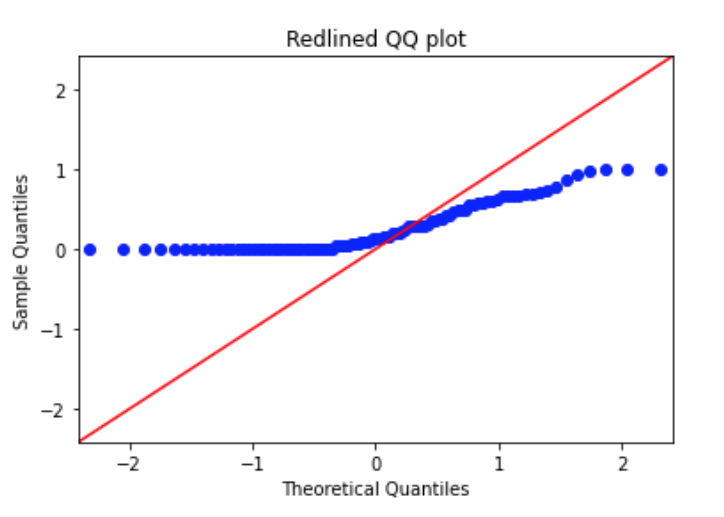 Redlined QQ plot
2
1
0
−1
−2
Sample Quantiles
−2 −1 0 1 2
Theoretical Quantiles